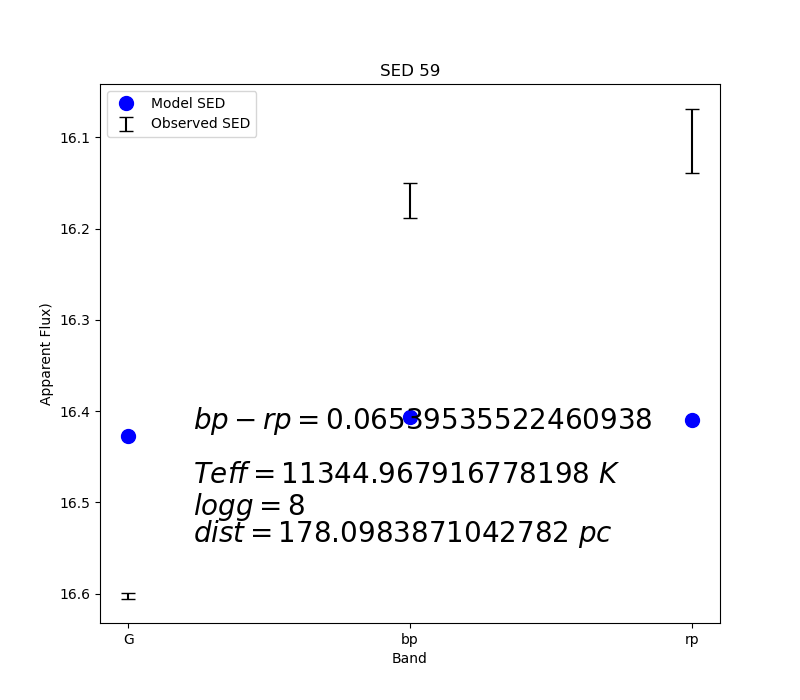 SED 59
Model SED
Observed SED
16.1
16.2
16.3
16.4
16.5
16.6
Apparent Flux)
bp − rp = 0.06539535522460938
Teff = 11344.967916778198 K
logg = 8
dist = 178.0983871042782 pc
G
bp
rp
Band